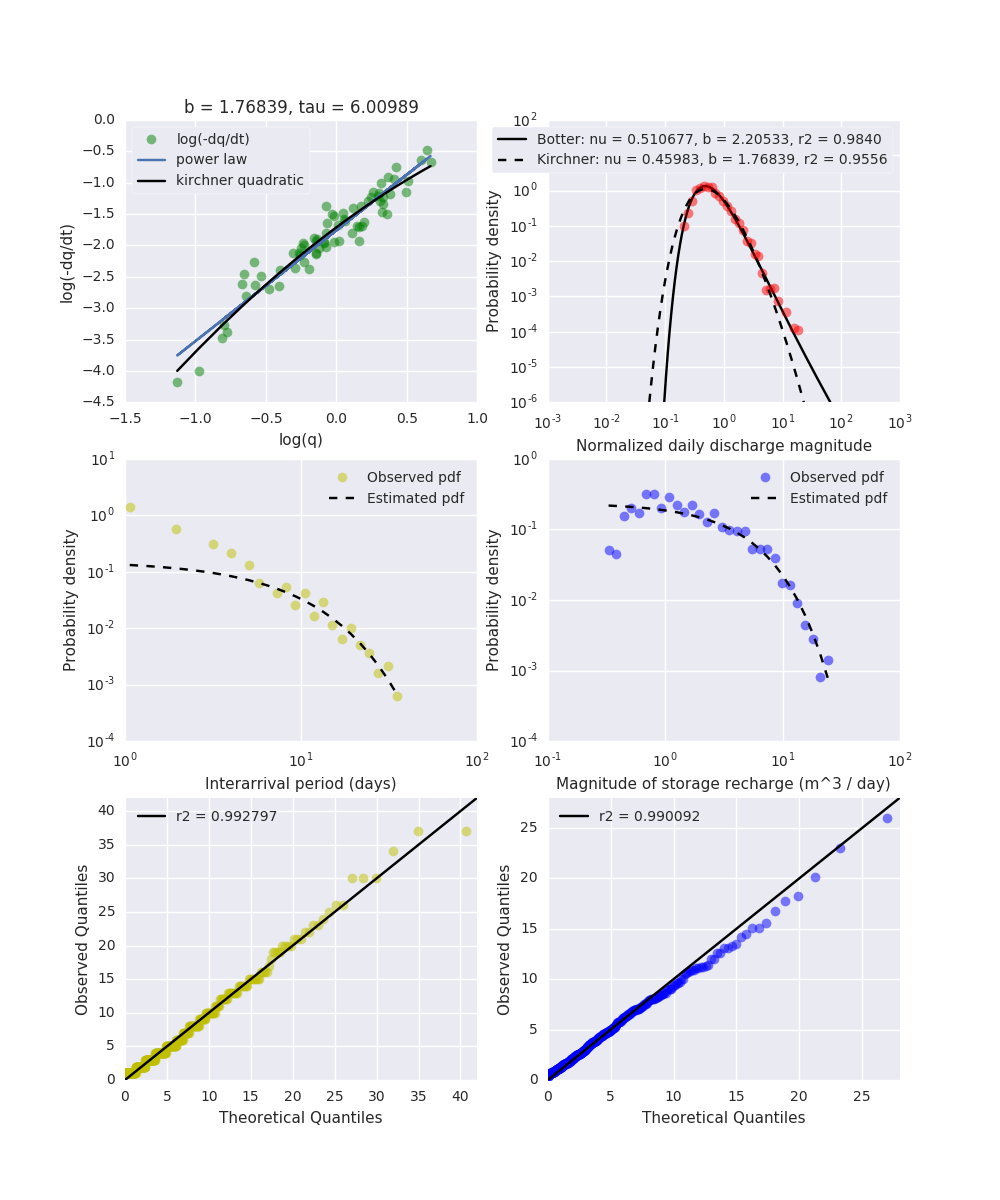 b = 1.76839, tau = 6.00989
0.0
−0.5
−1.0
−1.5
−2.0
−2.5
−3.0
−3.5
−4.0
−4.5
log(-dq/dt)
log(-dq/dt)
power law
kirchner quadratic
−1.5 −1.0 −0.5 0.0 0.5 1.0
log(q)
10^2
Botter: nu = 0.510677, b = 2.20533, r2 = 0.9840
Kirchner: nu = 0.45983, b = 1.76839, r2 = 0.9556
10^0
10^-1
10^-2
10^-3
10^-4
10^-5
10^-6
Probability density
10^-3 10^-2 10^-1 10^0 10^1 10^2 10^3
Normalized daily discharge magnitude
10^1
10^0
10^-1
10^-2
10^-3
10^-4
Probability density
Observed pdf
Estimated pdf
10^0 10^1 10^2
Interarrival period (days)
10^0
10^-1
10^-2
10^-3
10^-4
Probability density
Observed pdf
Estimated pdf
10^-1 10^0 10^1 10^2
Magnitude of storage recharge (m^3 / day)
40
35
30
25
20
15
10
5
0
Observed Quantiles
r2 = 0.992797
0 5 10 15 20 25 30 35 40
Theoretical Quantiles
25
20
15
10
5
0
Observed Quantiles
r2 = 0.990092
0 5 10 15 20 25
Theoretical Quantiles